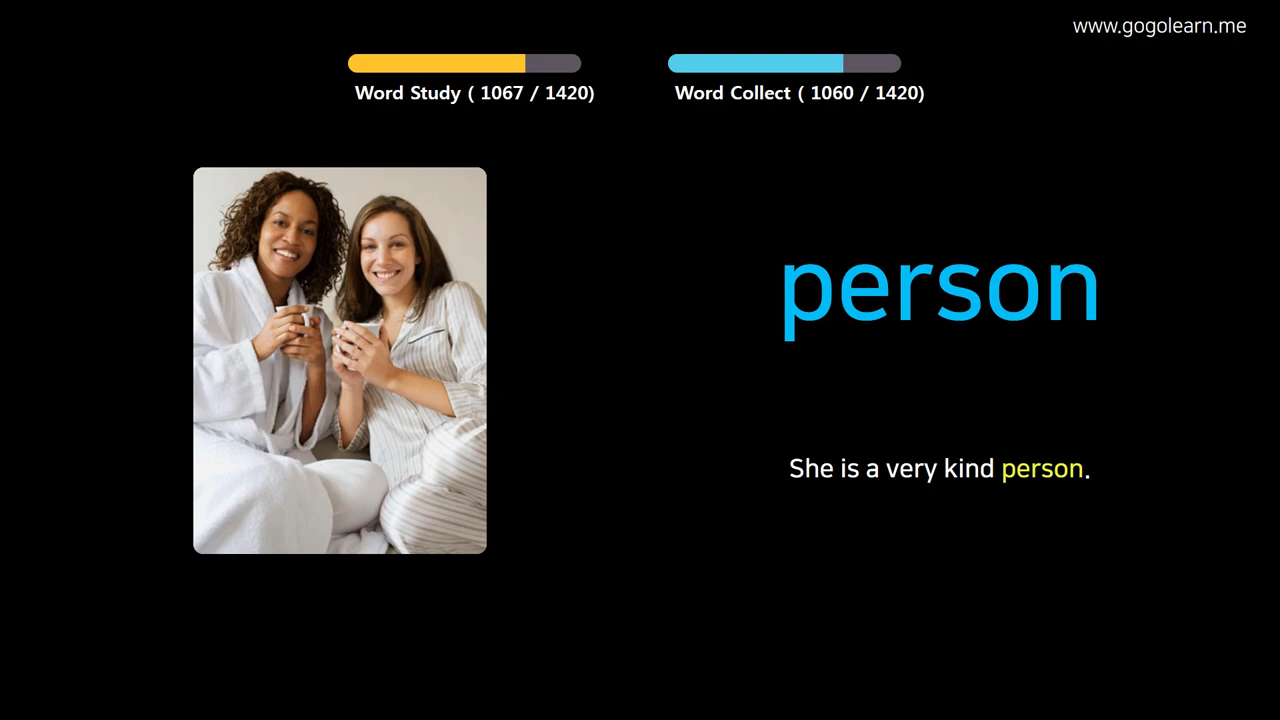 www.gogolearn.me
Word Study ( 1067 / 1420)
Word Collect ( 1060 / 1420)
person
She is a very kind person.